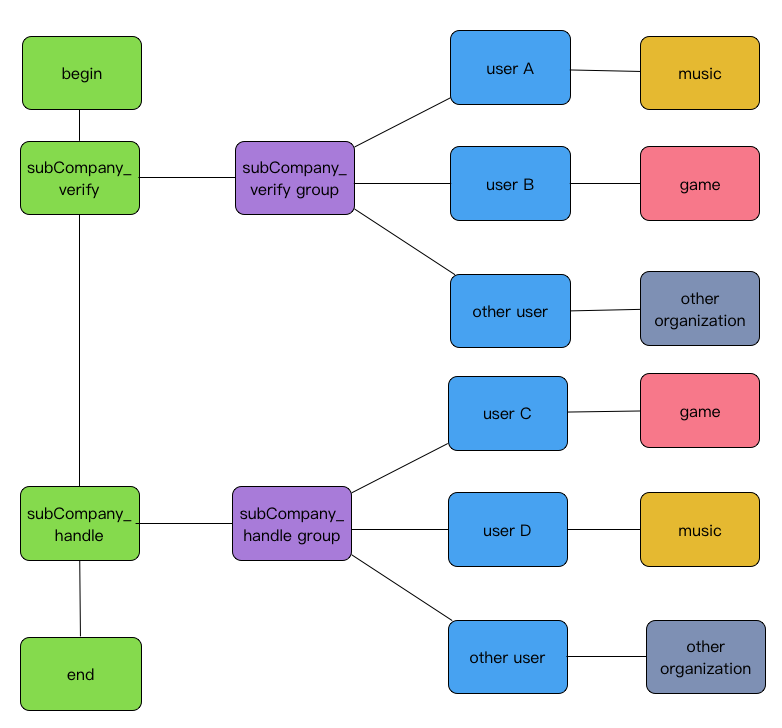 begin
user A
music
subCompany_
verify
subCompany_
verify group
user B
game
other user
other
organization
user C
game
subCompany_
handle
subCompany_
handle group
user D
music
other user
other
organization
end